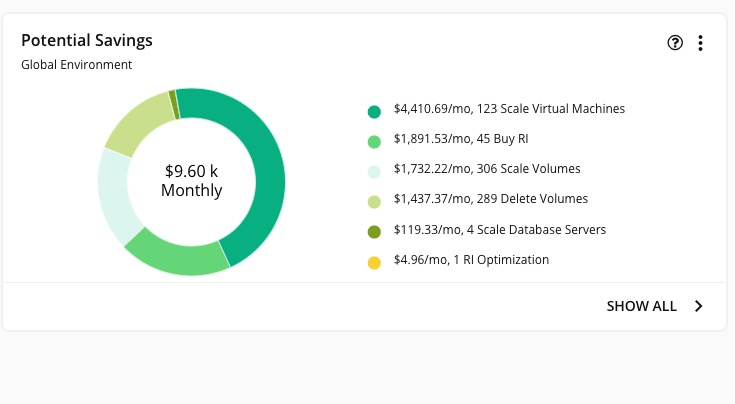 Potential Savings
Global Environment
$9.60 k
Monthly
$4,410.69/mo, 123 Scale Virtual Machines
$1,891.53/mo, 45 Buy RI
$1,732.22/mo, 306 Scale Volumes
$1,437.37/mo, 289 Delete Volumes
$119.33/mo, 4 Scale Database Servers
$4.96/mo, 1 RI Optimization
SHOW ALL